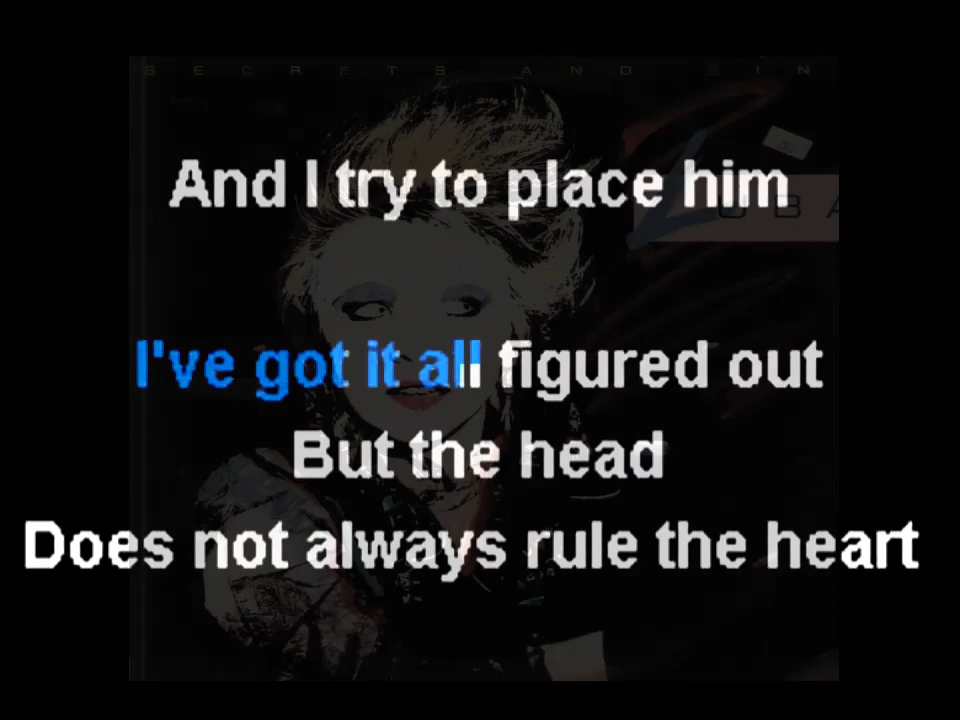 SECRETS AND SIN
And I try to place him
UBA
I've got it all figured out
But the head
Does not always rule the heart